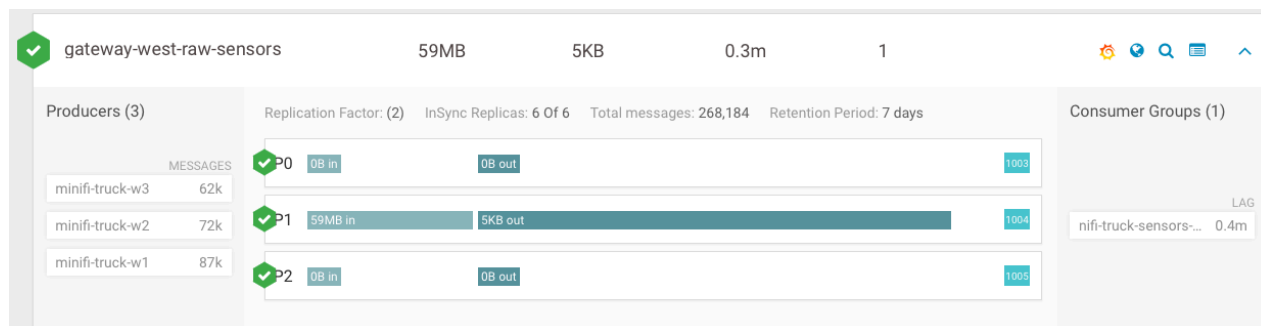 gateway-west-raw-sensors 59MB 5KB 0.3m 1
Producers (3)
MESSAGES
minifi-truck-w3 62k
minifi-truck-w2 72k
minifi-truck-w1 87k
Replication Factor: (2) InSync Replicas: 6 Of 6 Total messages: 268,184 Retention Period: 7 days
P0 0B in 0B out 1003
P1 59MB in 5KB out 1004
P2 0B in 0B out 1005
Consumer Groups (1)
LAG
nifi-truck-sensors-... 0.4m